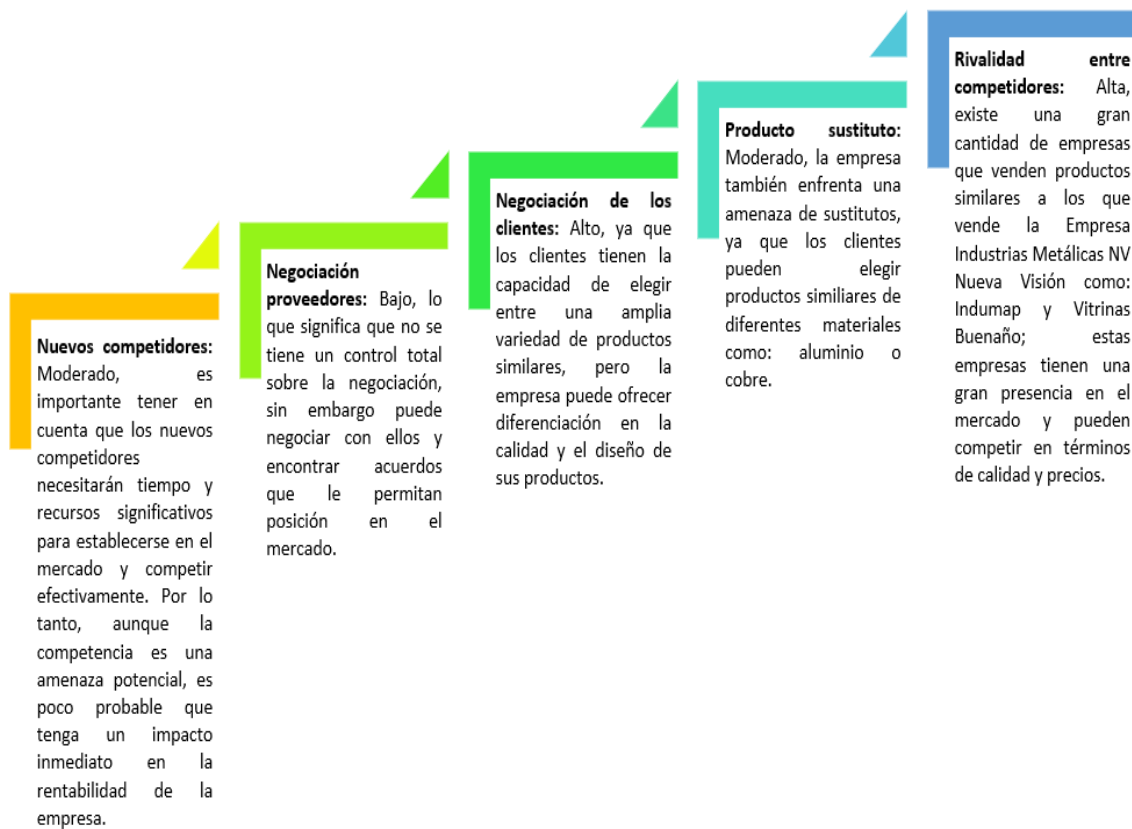 Nuevos competidores:
Moderado, es
importante tener en
cuenta que los nuevos
competidores
necesitarán tiempo y
recursos significativos
para establecerse en el
mercado y competir
efectivamente. Por lo
tanto, aunque la
competencia es una
amenaza potencial, es
poco probable que
tenga un impacto
inmediato en la
rentabilidad de la
empresa.
Negociación
proveedores: Bajo, lo
que significa que no se
tiene un control total
sobre la negociación,
sin embargo puede
negociar con ellos y
encontrar acuerdos
que le permitan
posición en el
mercado.
Negociación de los
clientes: Alto, ya que
los clientes tienen la
capacidad de elegir
entre una amplia
variedad de productos
similares, pero la
empresa puede ofrecer
diferenciación en la
calidad y el diseño de
sus productos.
Producto sustituto:
Moderado, la empresa
también enfrenta una
amenaza de sustitutos,
ya que los clientes
pueden elegir
productos similiares de
diferentes materiales
como: aluminio o
cobre.
Rivalidad entre
competidores: Alta,
existe una gran
cantidad de empresas
que venden productos
similares a los que
vende la Empresa
Industrias Metálicas NV
Nueva Visión como:
Indumap y Vitrinas
Buenaño; estas
empresas tienen una
gran presencia en el
mercado y pueden
competir en términos
de calidad y precios.